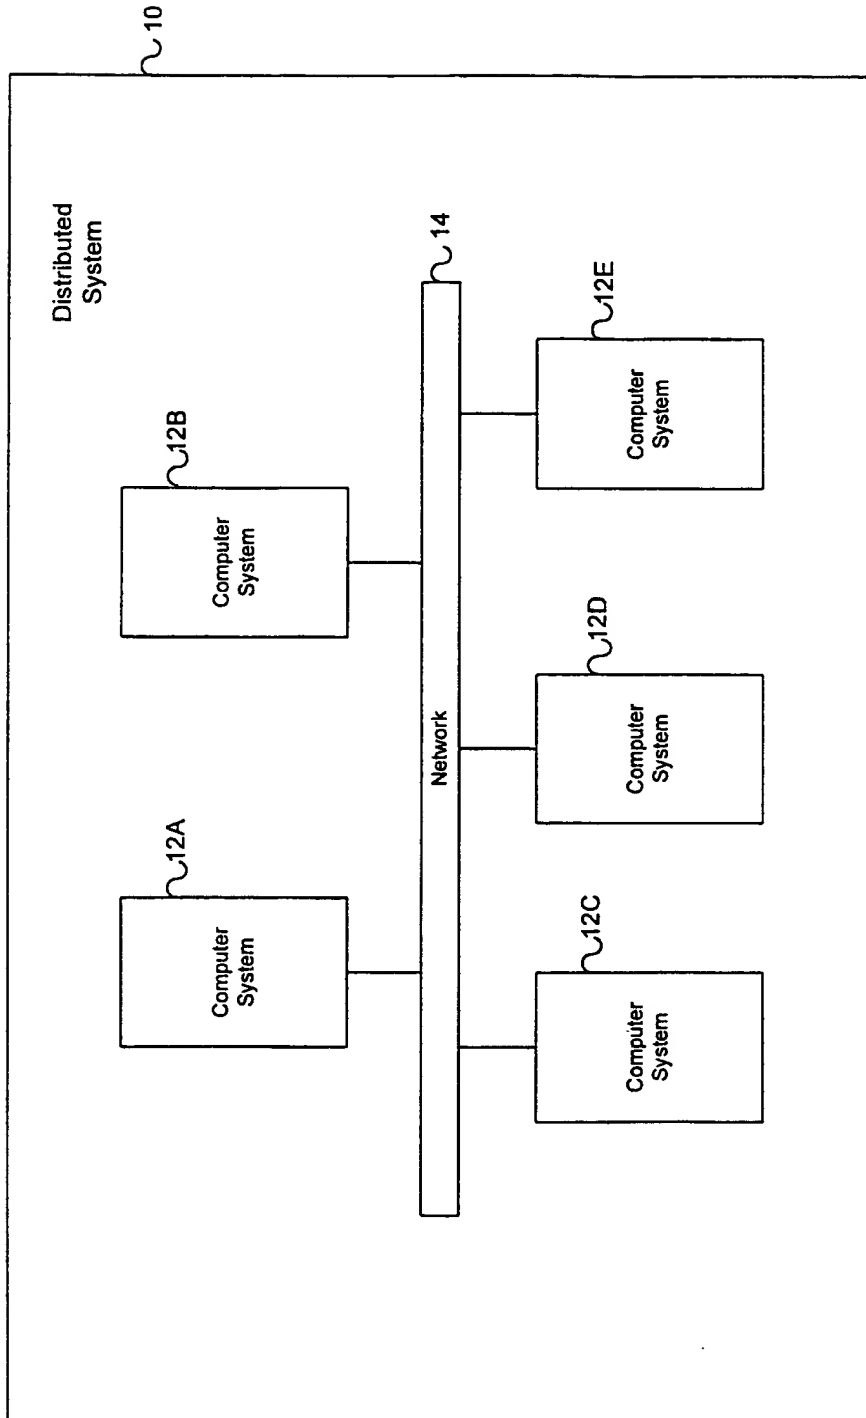 10
Distributed
System
12A
Computer
System
12B
Computer
System
14
Network
12C
Computer
System
12D
Computer
System
12E
Computer
System